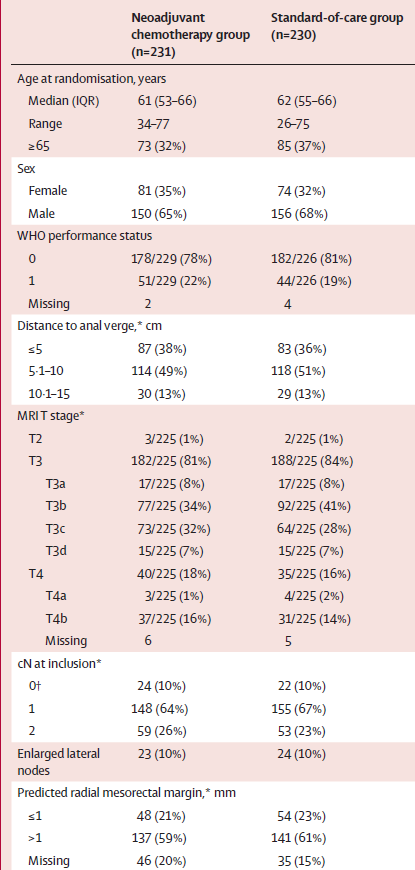 Neoadjuvant chemotherapy group (n=231) Standard-of-care group (n=230)
Age at randomisation, years
Median (IQR) 61 (53–66) 62 (55–66)
Range 34–77 26–75
≥65 73 (32%) 85 (37%)
Sex
Female 81 (35%) 74 (32%)
Male 150 (65%) 156 (68%)
WHO performance status
0 178/229 (78%) 182/226 (81%)
1 51/229 (22%) 44/226 (19%)
Missing 2 4
Distance to anal verge,* cm
≤5 87 (38%) 83 (36%)
5·1–10 114 (49%) 118 (51%)
10·1–15 30 (13%) 29 (13%)
MRI T stage*
T2 3/225 (1%) 2/225 (1%)
T3 182/225 (81%) 188/225 (84%)
T3a 17/225 (8%) 17/225 (8%)
T3b 77/225 (34%) 92/225 (41%)
T3c 73/225 (32%) 64/225 (28%)
T3d 15/225 (7%) 15/225 (7%)
T4 40/225 (18%) 35/225 (16%)
T4a 3/225 (1%) 4/225 (2%)
T4b 37/225 (16%) 31/225 (14%)
Missing 6 5
cN at inclusion*
0† 24 (10%) 22 (10%)
1 148 (64%) 155 (67%)
2 59 (26%) 53 (23%)
Enlarged lateral nodes 23 (10%) 24 (10%)
Predicted radial mesorectal margin,* mm
≤1 48 (21%) 54 (23%)
>1 137 (59%) 141 (61%)
Missing 46 (20%) 35 (15%)